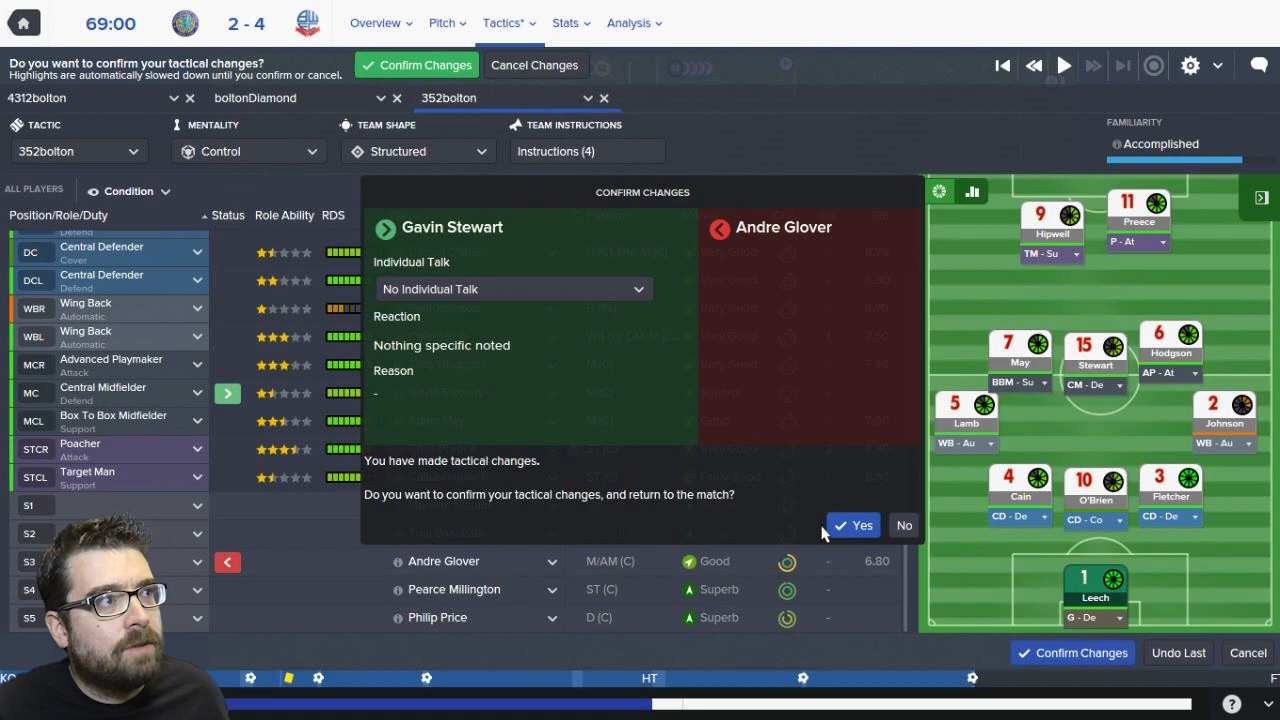 69:00
2 - 4
Overview
Pitch
Tactics*
Stats
Analysis
Do you want to confirm your tactical changes?
Highlights are automatically slowed down until you confirm or cancel.
Confirm Changes
Cancel Changes
4312bolton
boltonDiamond
352bolton
TACTIC
MENTALITY
TEAM SHAPE
TEAM INSTRUCTIONS
FAMILIARITY
352bolton
Control
Structured
Instructions (4)
Accomplished
ALL PLAYERS
Condition
CONFIRM CHANGES
Position/Role/Duty
Status
Role Ability
RDS
Gavin Stewart
Andre Glover
Individual Talk
No Individual Talk
Reaction
Nothing specific noted
Reason
-
You have made tactical changes.
Do you want to confirm your tactical changes, and return to the match?
Yes
No
Defend
DC
Central Defender
Cover
DCL
Central Defender
Defend
WBR
Wing Back
Automatic
WBL
Wing Back
Automatic
MCR
Advanced Playmaker
Attack
MC
Central Midfielder
Defend
MCL
Box To Box Midfielder
Support
STCR
Poacher
Attack
STCL
Target Man
Support
S1
S2
S3
Andre Glover
M/AM (C)
Good
-
6.80
S4
Pearce Millington
ST (C)
Superb
-
S5
Philip Price
D (C)
Superb
-
9
Hipwell
TM - Su
11
Preece
P - At
7
May
BBM - Su
15
Stewart
CM - De
6
Hodgson
AP - At
5
Lamb
WB - Au
2
Johnson
WB - Au
4
Cain
CD - De
10
O'Brien
CD - Co
3
Fletcher
CD - De
1
Leech
G - De
Confirm Changes
Undo Last
Cancel
KO
HT
FT
?